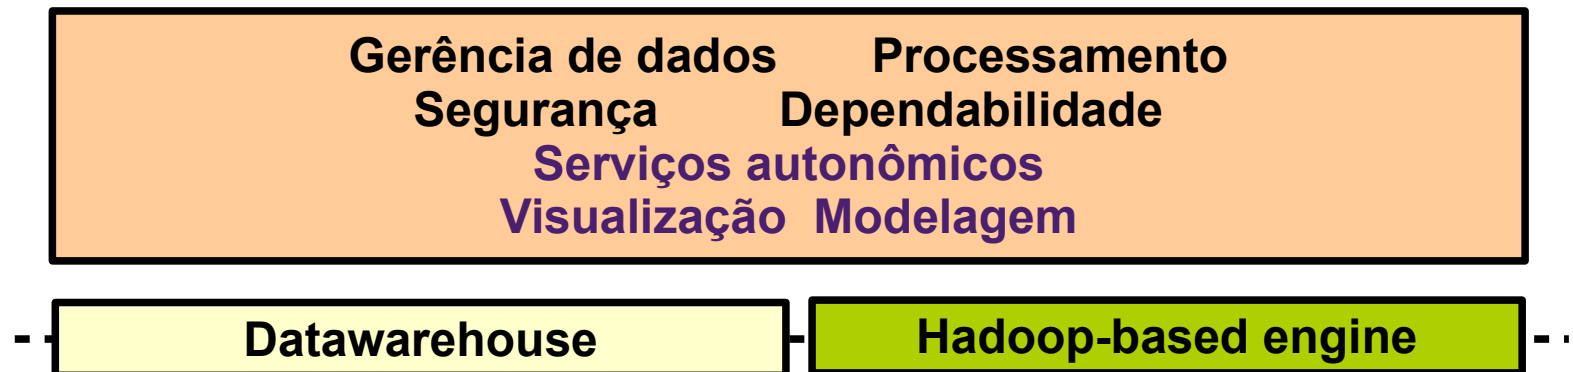 Gerência de dados Processamento
Segurança Dependabilidade
Serviços autonômicos
Visualização Modelagem
Datawarehouse
Hadoop-based engine